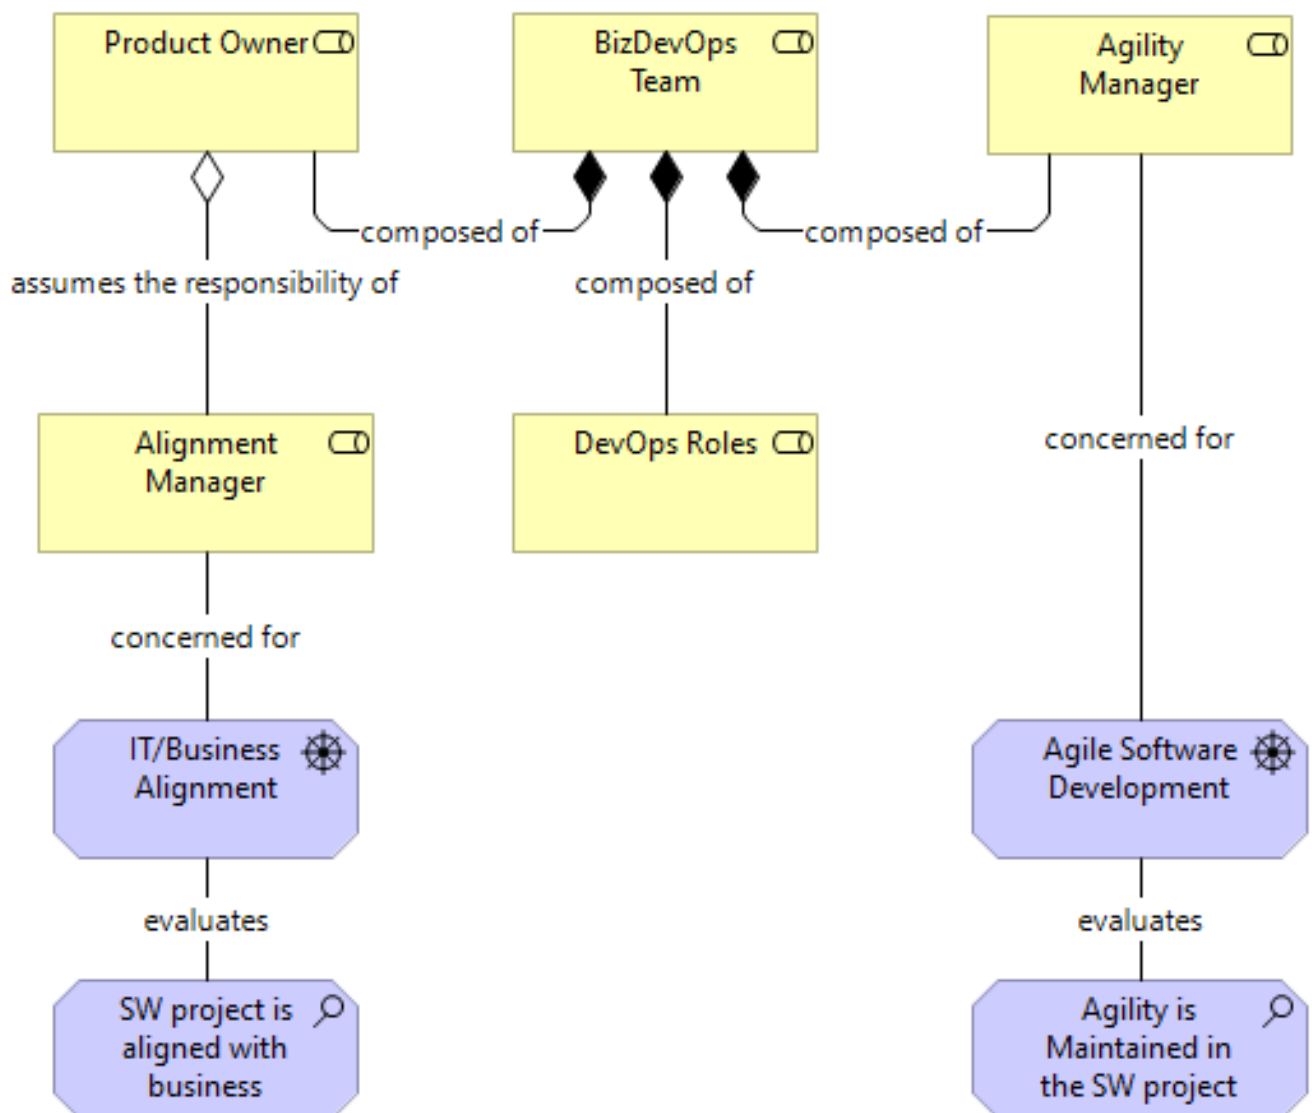 Product Owner
BizDevOps
Team
Agility
Manager
composed of
composed of
assumes the responsibility of
composed of
Alignment
Manager
DevOps Roles
concerned for
concerned for
IT/Business
Alignment
Agile Software
Development
evaluates
evaluates
SW project is
aligned with
business
Agility is
Maintained in
the SW project